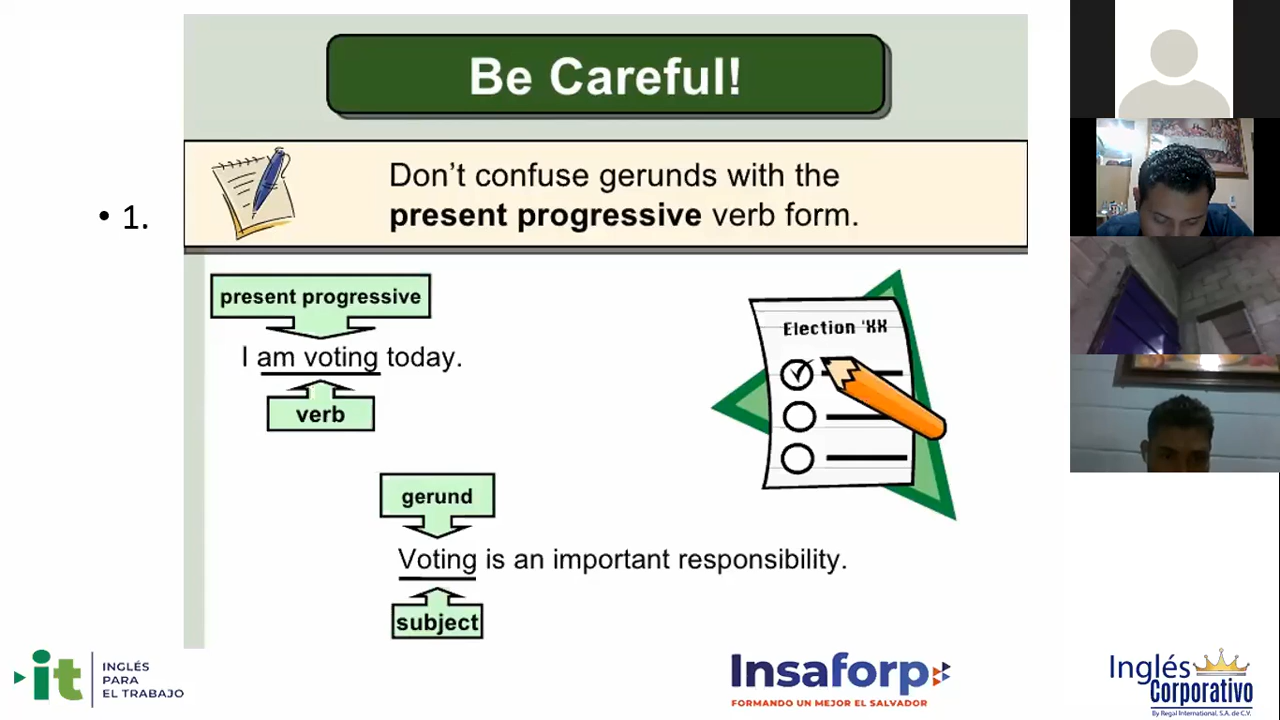 Be Careful!
Don't confuse gerunds with the
present progressive verb form.
• 1.
present progressive
I am voting today.
verb
Election 'XX
gerund
Voting is an important responsibility.
subject
it
INGLÉS
PARA
EL TRABAJO
Insaforp
FORMANDO UN MEJOR EL SALVADOR
Inglés
Corporativo
By Regal International, S.A. de C.V.